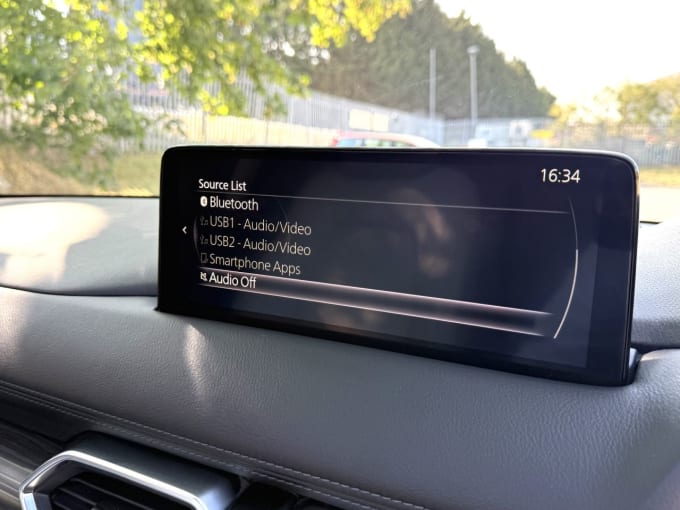 16:34
Source List
Bluetooth
USB1 - Audio/Video
USB2 - Audio/Video
Smartphone Apps
Audio Off